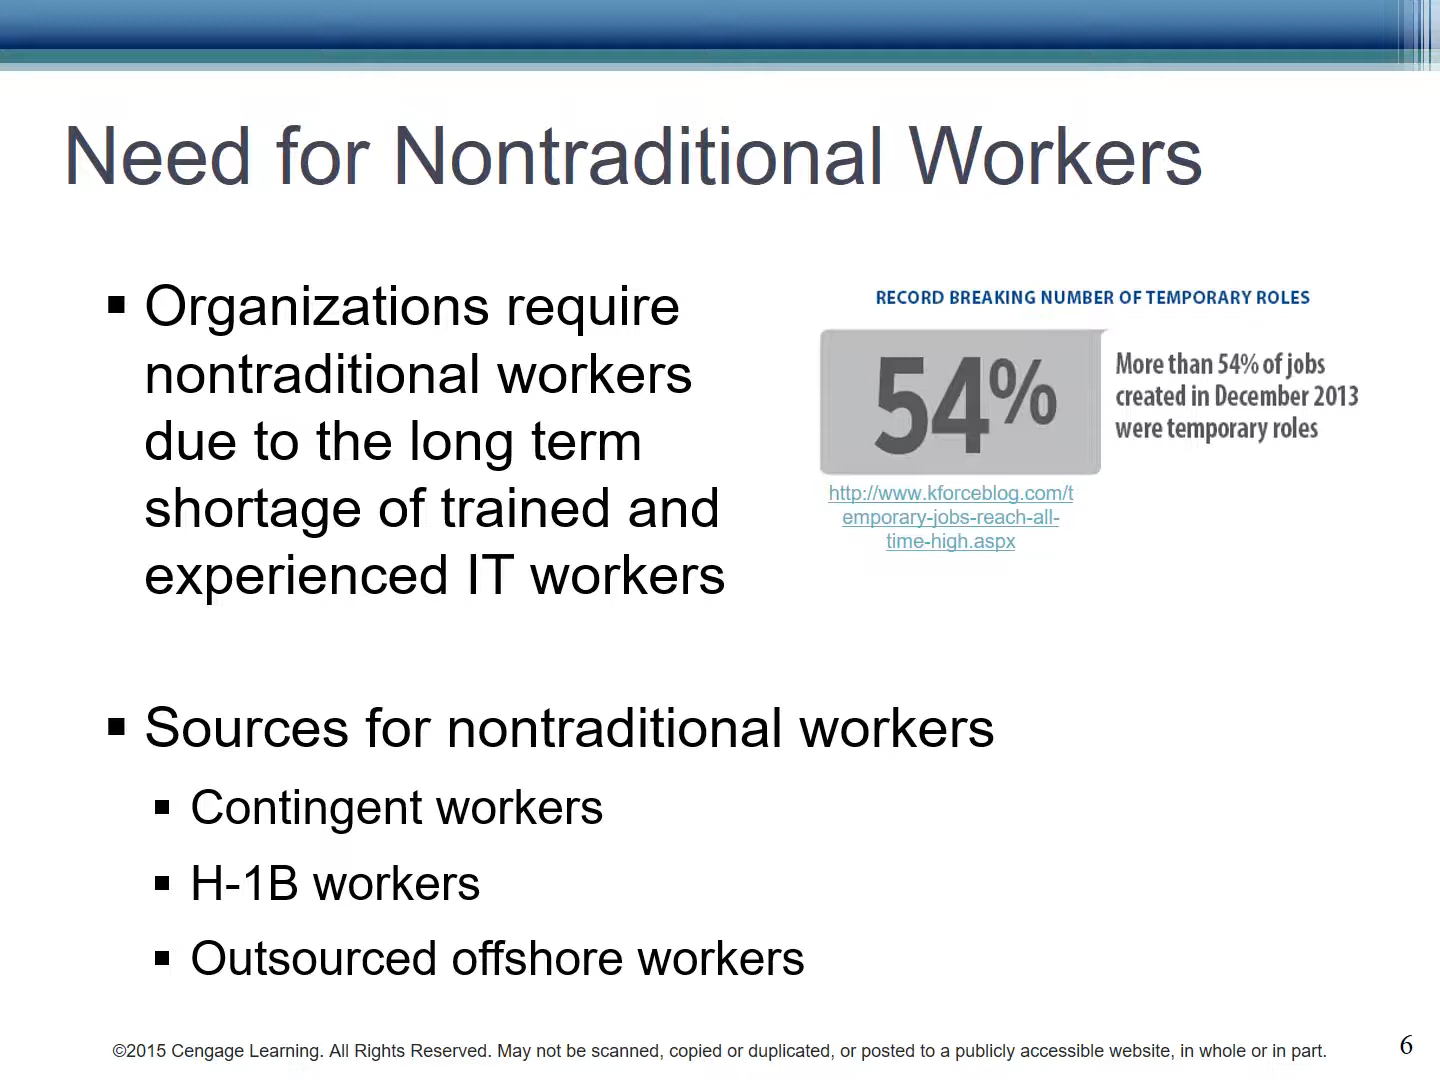 Need for Nontraditional Workers
▪ Organizations require
nontraditional workers
due to the long term
shortage of trained and
experienced IT workers
RECORD BREAKING NUMBER OF TEMPORARY ROLES
54%
More than 54% of jobs
created in December 2013
were temporary roles
http://www.kforceblog.com/t
emporary-jobs-reach-all-
time-high.aspx
▪ Sources for nontraditional workers
▪ Contingent workers
▪ H-1B workers
▪ Outsourced offshore workers
©2015 Cengage Learning. All Rights Reserved. May not be scanned, copied or duplicated, or posted to a publicly accessible website, in whole or in part.
6